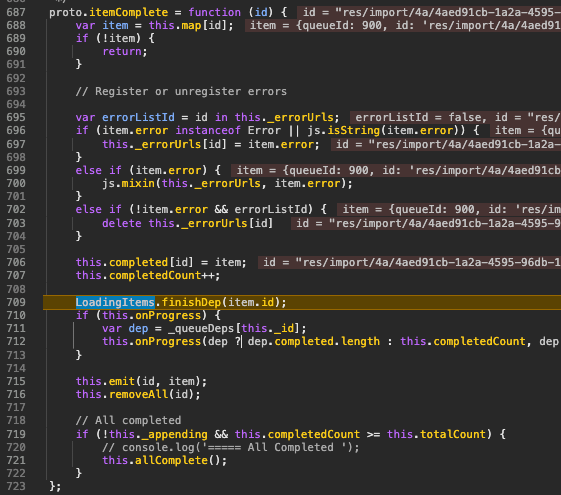 687 proto.itemComplete = function (id) { id = "res/import/4a/4aed91cb-1a2a-4595-
688 var item = this.map[id]; item = {queueId: 900, id: 'res/import/4a/4aed
689 if (!item) {
690 return;
691 }
692
693 // Register or unregister errors
694
695 var errorListId = id in this._errorUrls; errorListId = false, id = "res/
696 if (item.error instanceof Error || js.isString(item.error)) { item = {qu
697 this._errorUrls[id] = item.error; id = "res/import/4a/4aed91cb-1a2a-
698 }
699 else if (item.error) { item = {queueId: 900, id: 'res/import/4a/4aed91cb
700 js.mixin(this._errorUrls, item.error);
701 }
702 else if (!item.error && errorListId) { item = {queueId: 900, id: 'res/im
703 delete this._errorUrls[id] id = "res/import/4a/4aed91cb-1a2a-4595-9
704 }
705
706 this.completed[id] = item; id = "res/import/4a/4aed91cb-1a2a-4595-96db-1
707 this.completedCount++;
708
709 LoadingItems.finishDep(item.id);
710 if (this.onProgress) {
711 var dep = _queueDeps[this._id];
712 this.onProgress(dep ? dep.completed.length : this.completedCount, dep
713 }
714
715 this.emit(id, item);
716 this.removeAll(id);
717
718 // All completed
719 if (!this._appending && this.completedCount >= this.totalCount) {
720 // console.log('===== All Completed ');
721 this.allComplete();
722 }
723 };